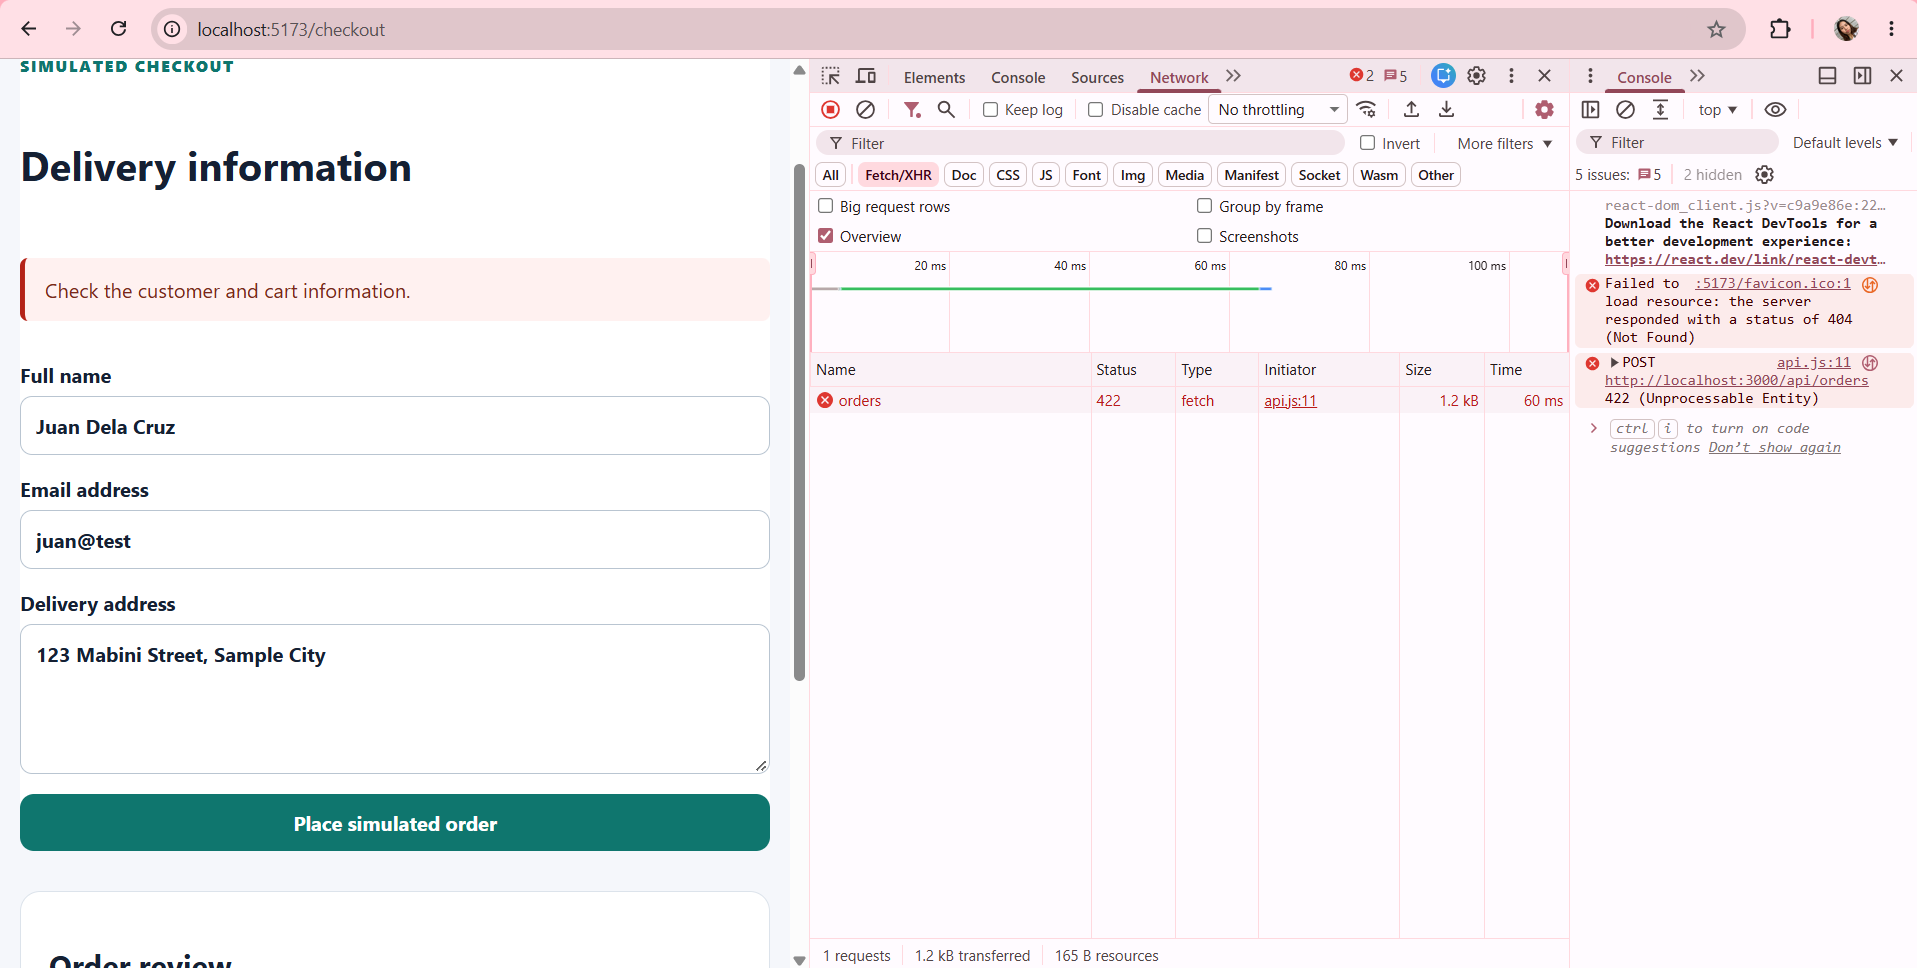 localhost:5173/checkout
SIMULATED CHECKOUT
Delivery information
Check the customer and cart information.
Full name
Juan Dela Cruz
Email address
juan@test
Delivery address
123 Mabini Street, Sample City
Place simulated order
Order review
Elements Console Sources Network 2 5
Keep log Disable cache No throttling
Filter Invert More filters
All Fetch/XHR Doc CSS JS Font Img Media Manifest Socket Wasm Other
Big request rows Group by frame
Overview Screenshots
20 ms 40 ms 60 ms 80 ms 100 ms
Name Status Type Initiator Size Time
orders 422 fetch api.js:11 1.2 kB 60 ms
1 requests 1.2 kB transferred 165 B resources
Console
top
Filter Default levels
5 issues: 5 2 hidden
react-dom_client.js?v=c9a9e86e:22…
Download the React DevTools for a
better development experience:
https://react.dev/link/react-devt…
Failed to :5173/favicon.ico:1
load resource: the server
responded with a status of 404
(Not Found)
POST api.js:11
http://localhost:3000/api/orders
422 (Unprocessable Entity)
ctrl i to turn on code
suggestions Don't show again